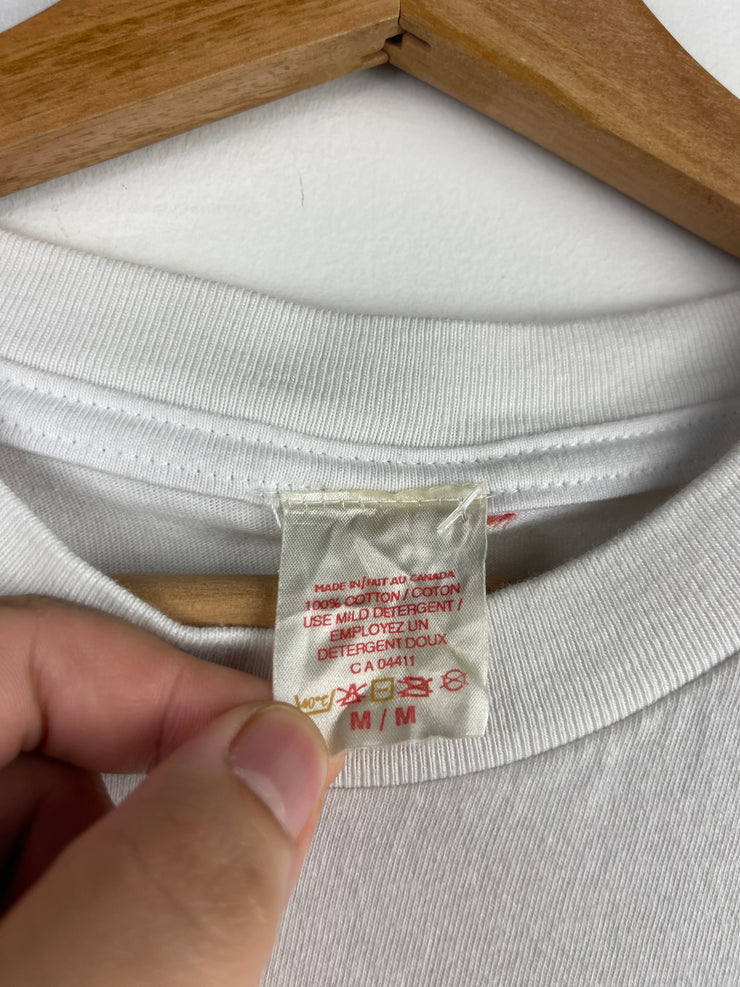 MADE IN/FAIT AU CANADA
100% COTTON / COTON
USE MILD DETERGENT /
EMPLOYEZ UN
DETERGENT DOUX
C A 04411
40°C
M / M